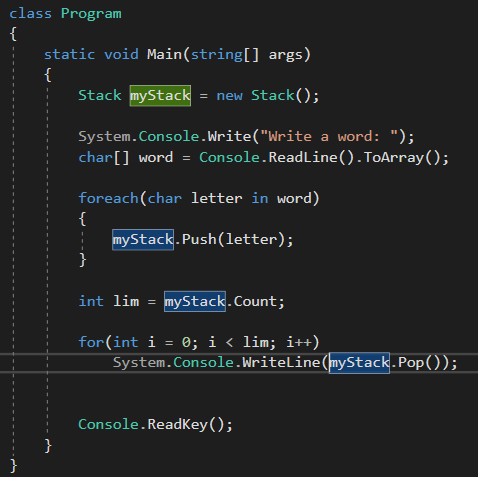 class Program
{
static void Main(string[] args)
{
Stack myStack = new Stack();
System.Console.Write("Write a word: ");
char[] word = Console.ReadLine().ToArray();
foreach(char letter in word)
{
myStack.Push(letter);
}
int lim = myStack.Count;
for(int i = 0; i < lim; i++)
System.Console.WriteLine(myStack.Pop());
Console.ReadKey();
}
}